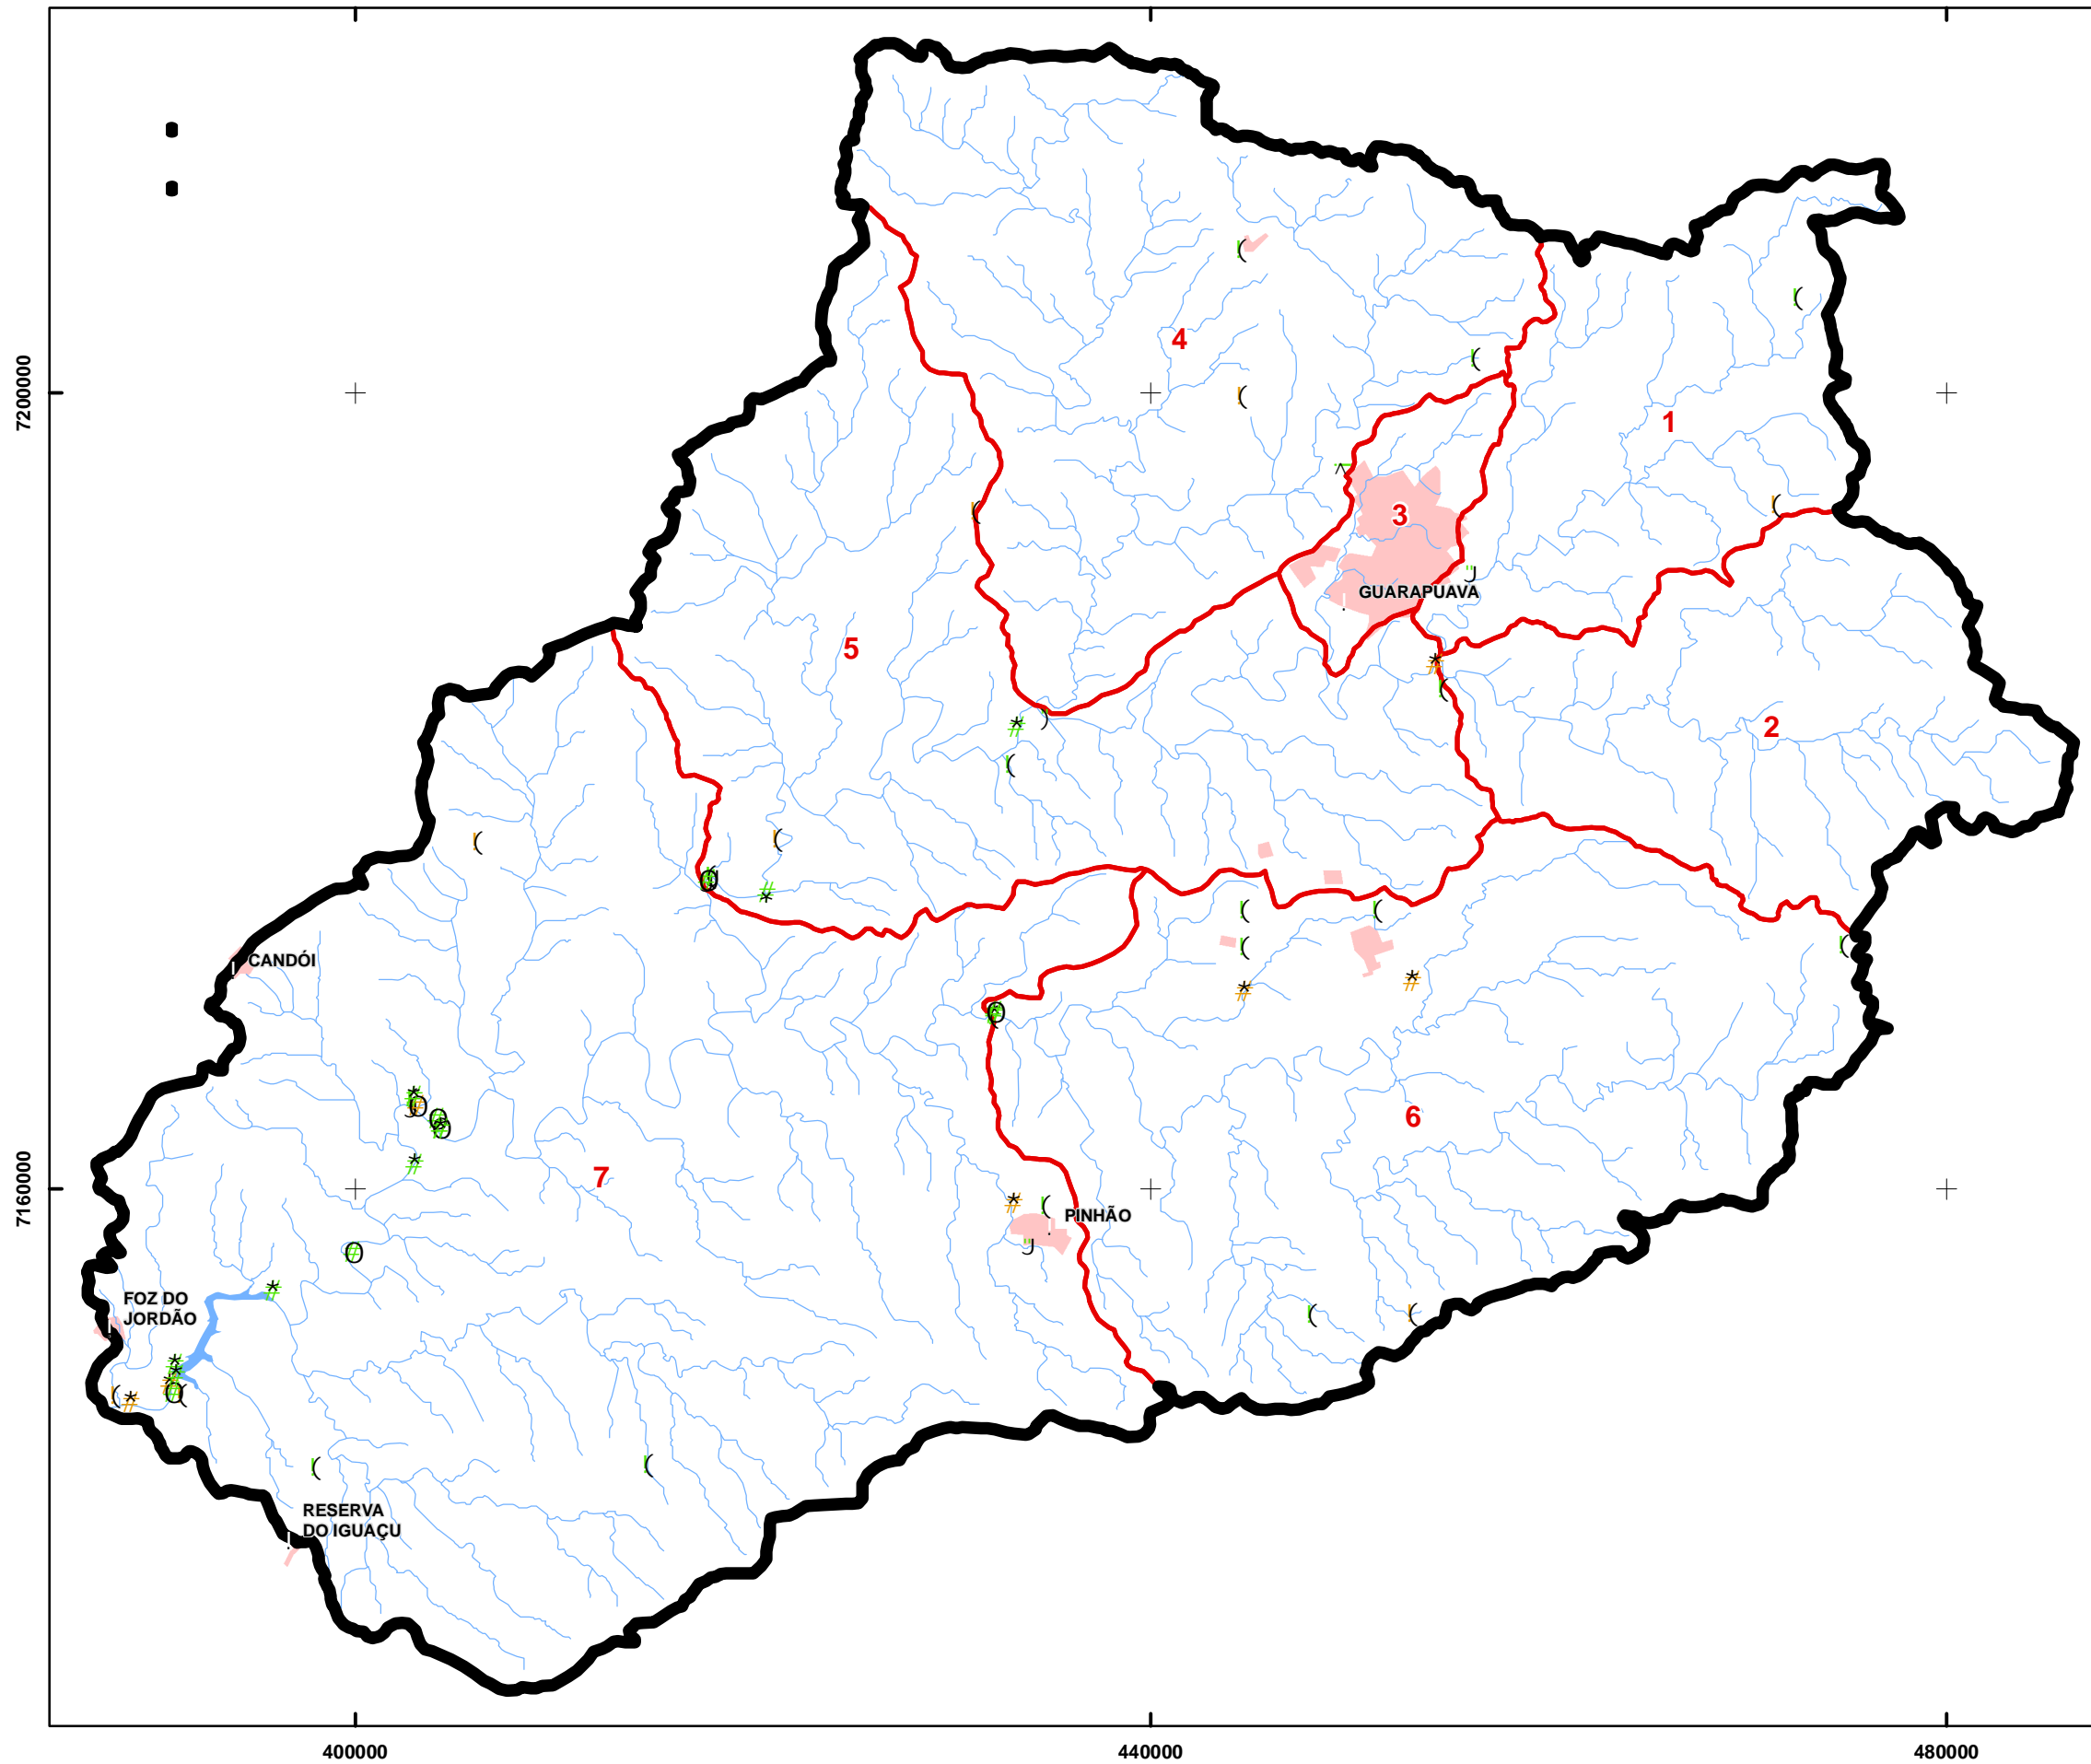 4
7200000
1
3
GUARAPUAVA
5
2
CANDÓI
6
7
7160000
PINHÃO
FOZ DO
JORDÃO
RESERVA
DO IGUAÇU
400000
440000
480000